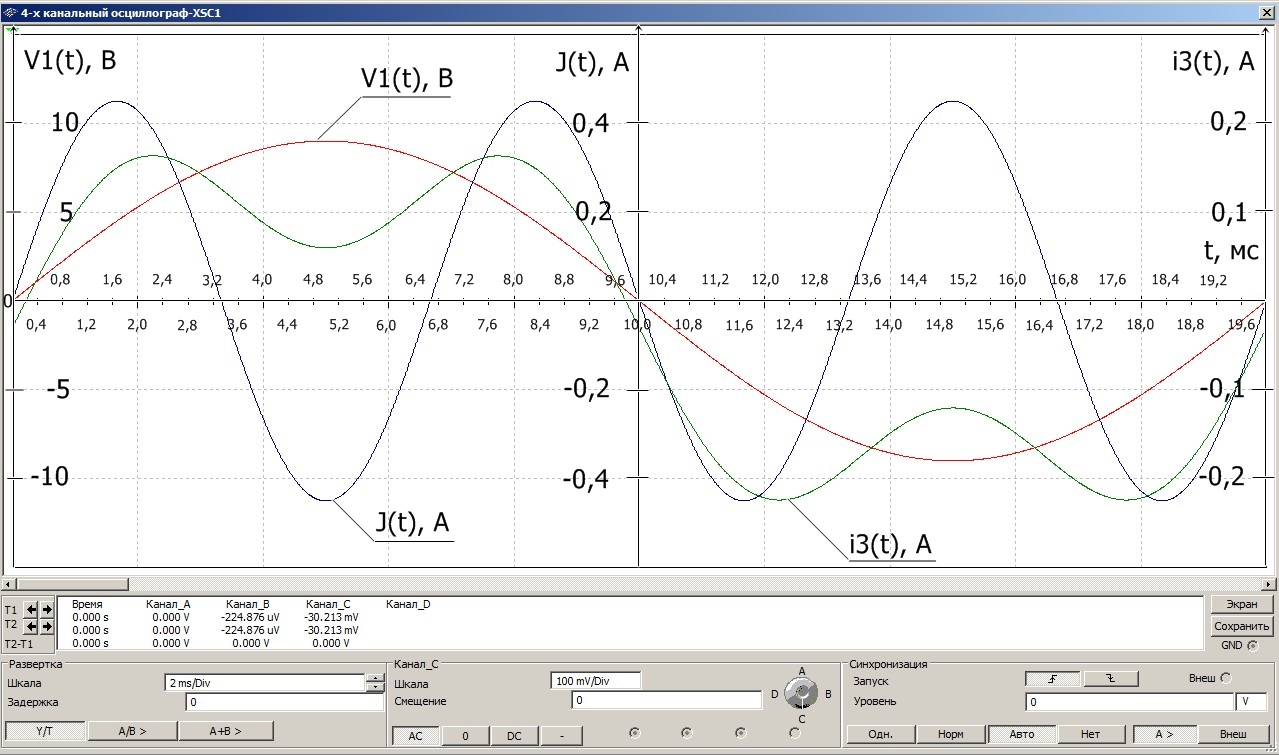 4-х канальный осциллограф-XSC1
V1(t), В
V1(t), В
J(t), А
i3(t), А
10
0,4
0,2
5
0,2
0,1
t, мс
0,8 1,6 2,4 3,2 4,0 4,8 5,6 6,4 7,2 8,0 8,8 9,6 10,4 11,2 12,0 12,8 13,6 14,4 15,2 16,8 17,6 18,4 19,2
0
0,4 1,2 2,0 2,8 3,6 4,4 5,2 6,0 6,8 7,6 8,4 9,2 10,0 10,8 11,6 12,4 13,2 14,0 14,8 15,6 16,4 17,2 18,0 18,8 19,6
-5
-0,2
-0,1
-10
-0,4
-0,2
J(t), А
i3(t), А
T1
T2
T2-T1
Время Канал_A Канал_B Канал_C Канал_D
0.000 s 0.000 V -224.876 uV -30.213 mV
0.000 s 0.000 V -224.876 uV -30.213 mV
0.000 s 0.000 V 0.000 V 0.000 V
Экран
Сохранить
GND
Развертка
Шкала 2 ms/Div
Задержка 0
Y/T A/B > A+B >
Канал_C
Шкала 100 mV/Div
Смещение 0
A
D B
C
AC 0 DC -
Синхронизация
Запуск Внеш
Уровень 0 V
Одн. Норм Авто Нет A > Внеш